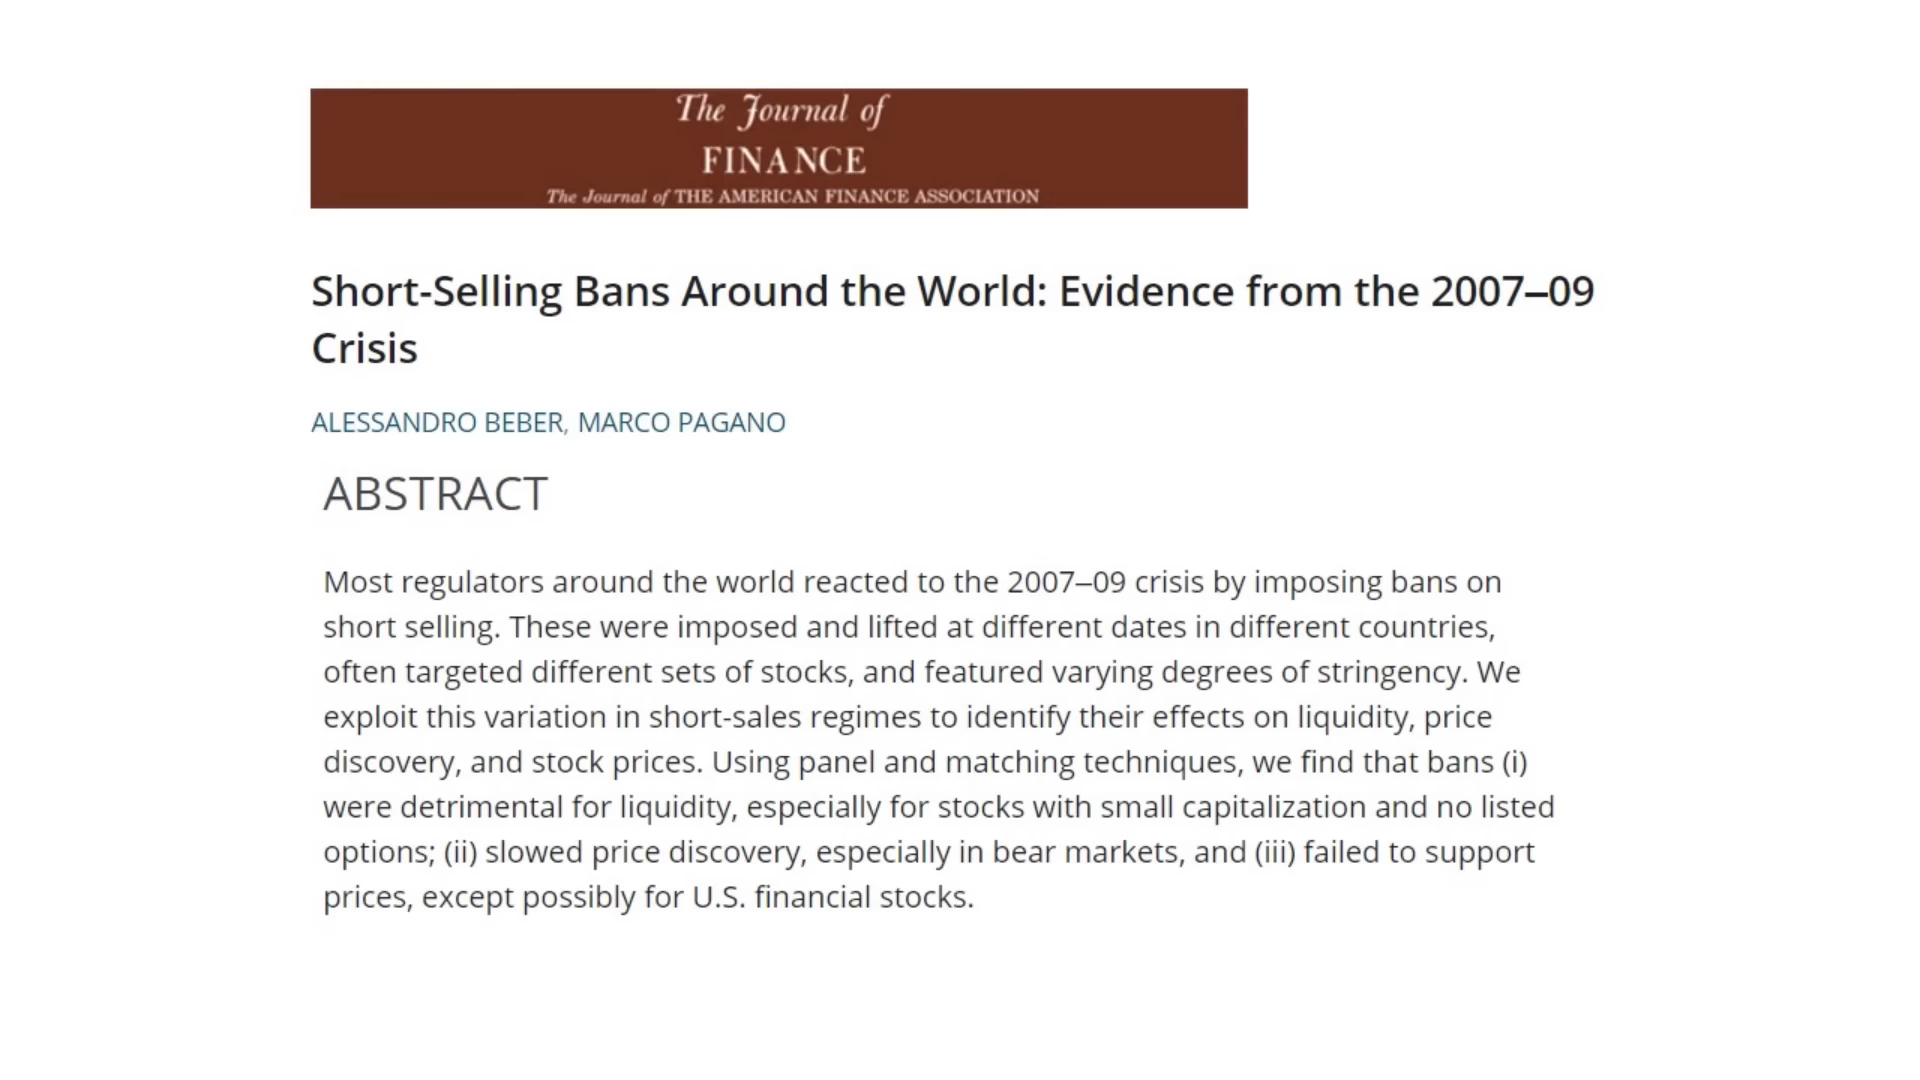 The Journal of
FINANCE
The Journal of THE AMERICAN FINANCE ASSOCIATION
Short-Selling Bans Around the World: Evidence from the 2007–09
Crisis
ALESSANDRO BEBER, MARCO PAGANO
ABSTRACT
Most regulators around the world reacted to the 2007–09 crisis by imposing bans on
short selling. These were imposed and lifted at different dates in different countries,
often targeted different sets of stocks, and featured varying degrees of stringency. We
exploit this variation in short-sales regimes to identify their effects on liquidity, price
discovery, and stock prices. Using panel and matching techniques, we find that bans (i)
were detrimental for liquidity, especially for stocks with small capitalization and no listed
options; (ii) slowed price discovery, especially in bear markets, and (iii) failed to support
prices, except possibly for U.S. financial stocks.